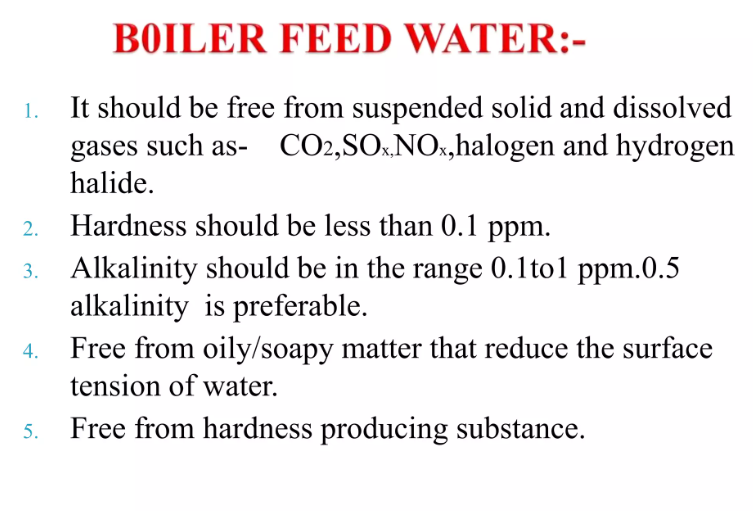 B0ILER FEED WATER:-
1. It should be free from suspended solid and dissolved
gases such as- CO2,SOx,NOx,halogen and hydrogen
halide.
2. Hardness should be less than 0.1 ppm.
3. Alkalinity should be in the range 0.1to1 ppm.0.5
alkalinity is preferable.
4. Free from oily/soapy matter that reduce the surface
tension of water.
5. Free from hardness producing substance.